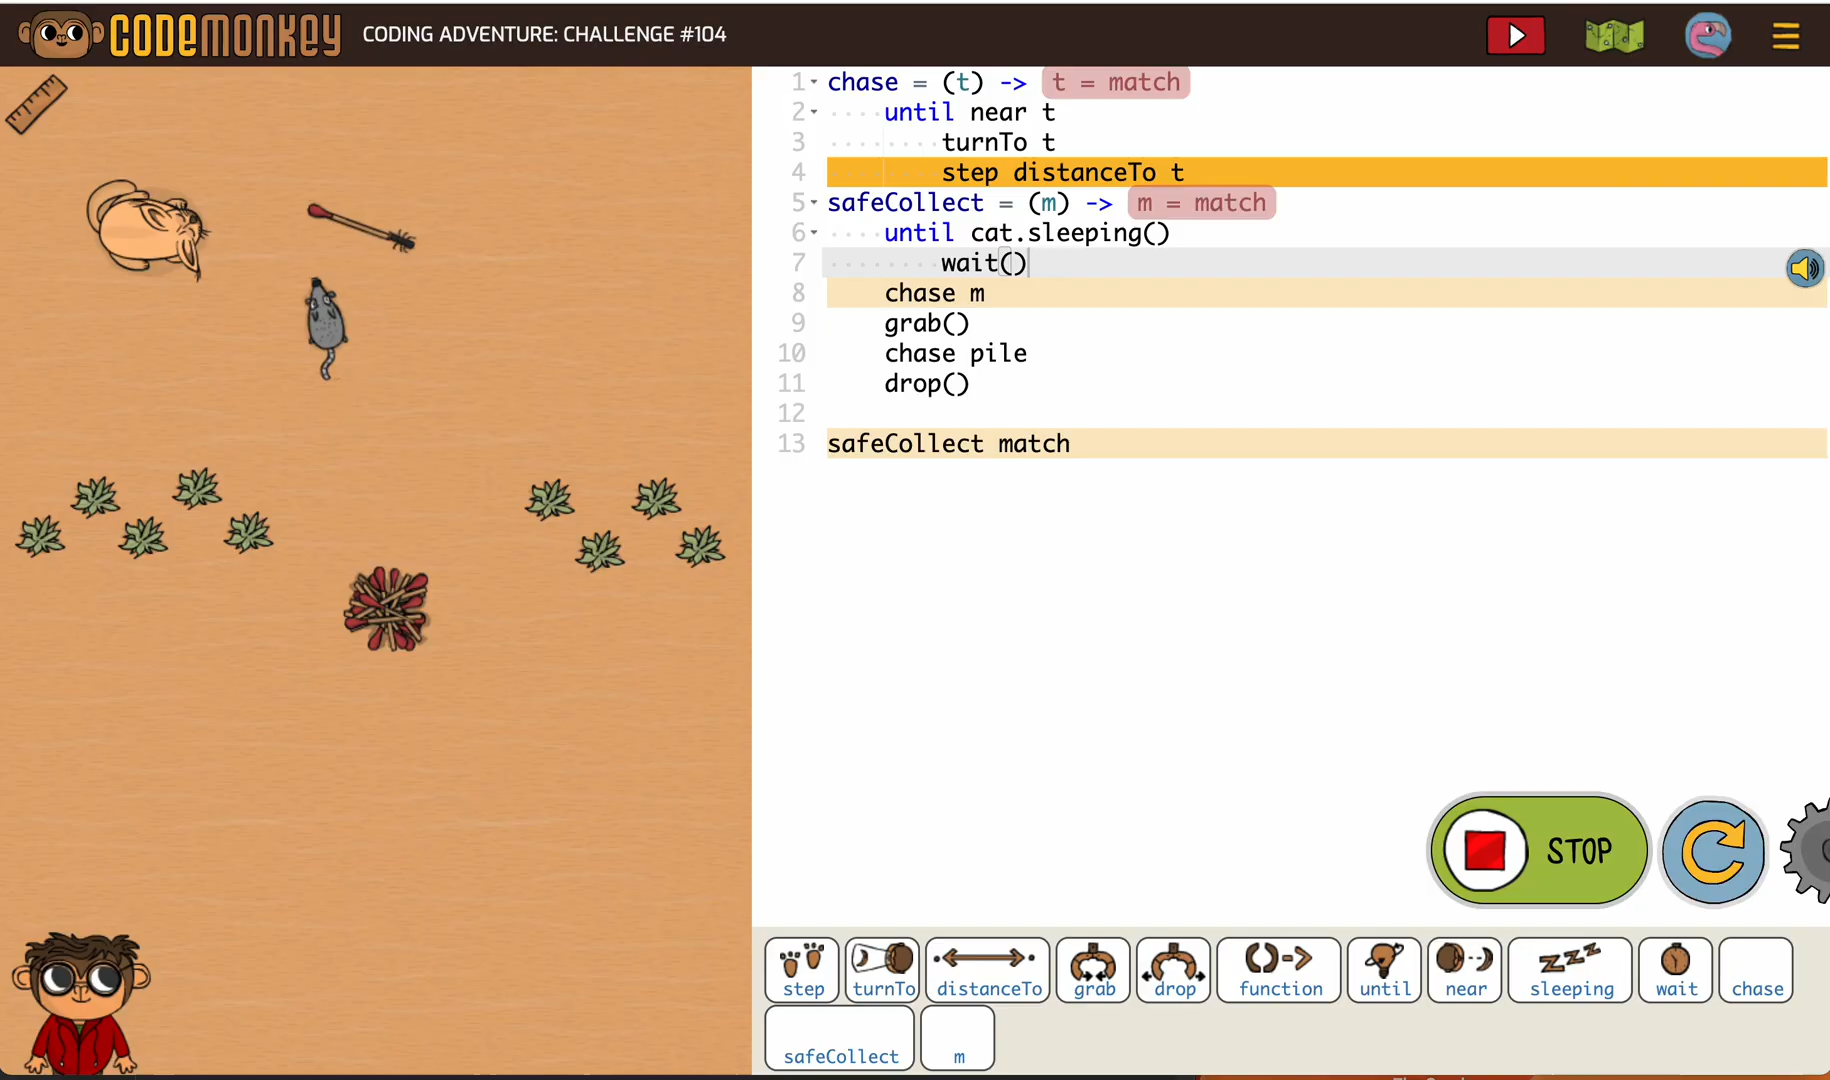 CODEMONKEY CODING ADVENTURE: CHALLENGE #104
1 chase = (t) -> t = match
2 until near t
3 turnTo t
4 step distanceTo t
5 safeCollect = (m) -> m = match
6 until cat.sleeping()
7 wait()
8 chase m
9 grab()
10 chase pile
11 drop()
12
13 safeCollect match
STOP
step turnTo distanceTo grab drop function until near sleeping wait chase
safeCollect m